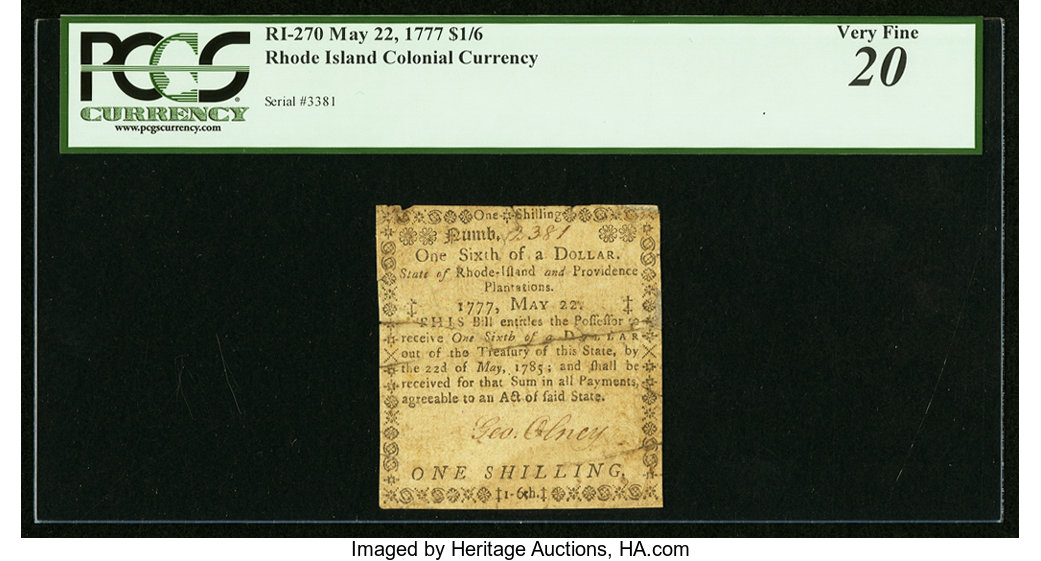 PCGS
CURRENCY
www.pcgscurrency.com
RI-270 May 22, 1777 $1/6
Rhode Island Colonial Currency
Serial #3381
Very Fine
20
One Shilling
Numb. 2381
One Sixth of a DOLLAR.
State of Rhode-Iſland and Providence
Plantations.
1777, MAY 22.
THIS Bill entitles the Poſſeſſor to
receive One Sixth of a DOLLAR
out of the Treaſury of this State, by
the 22d of May, 1785; and ſhall be
received for that Sum in all Payments,
agreeable to an Act of ſaid State.
Geo. Olney
ONE SHILLING.
1-6th.
Imaged by Heritage Auctions, HA.com